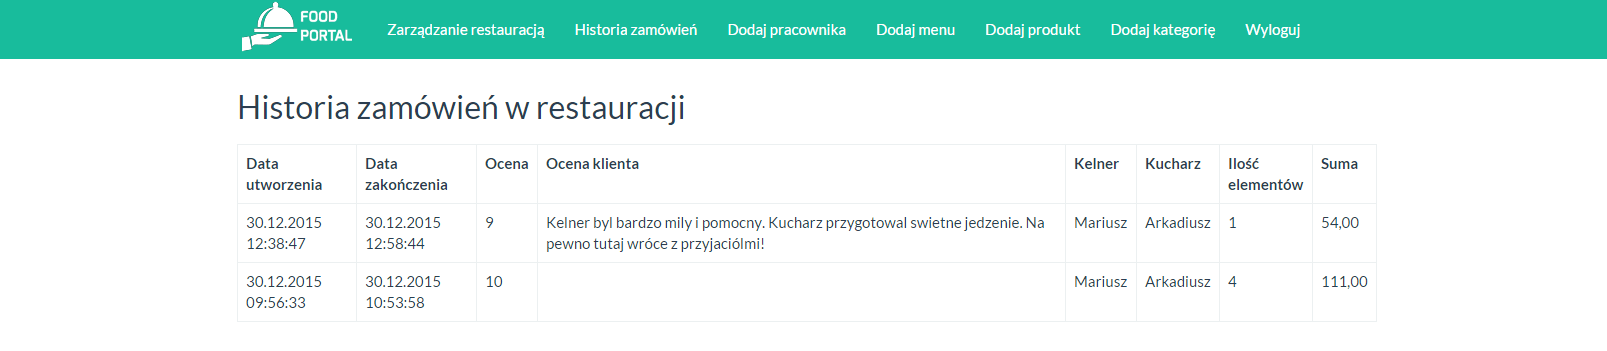 FOOD
PORTAL
Zarządzanie restauracją Historia zamówień Dodaj pracownika Dodaj menu Dodaj produkt Dodaj kategorię Wyloguj
Historia zamówień w restauracji
Data utworzenia Data zakończenia Ocena Ocena klienta Kelner Kucharz Ilość elementów Suma
30.12.2015 12:38:47 30.12.2015 12:58:44 9 Kelner byl bardzo mily i pomocny. Kucharz przygotowal swietne jedzenie. Na pewno tutaj wróce z przyjaciólmi! Mariusz Arkadiusz 1 54,00
30.12.2015 09:56:33 30.12.2015 10:53:58 10 Mariusz Arkadiusz 4 111,00